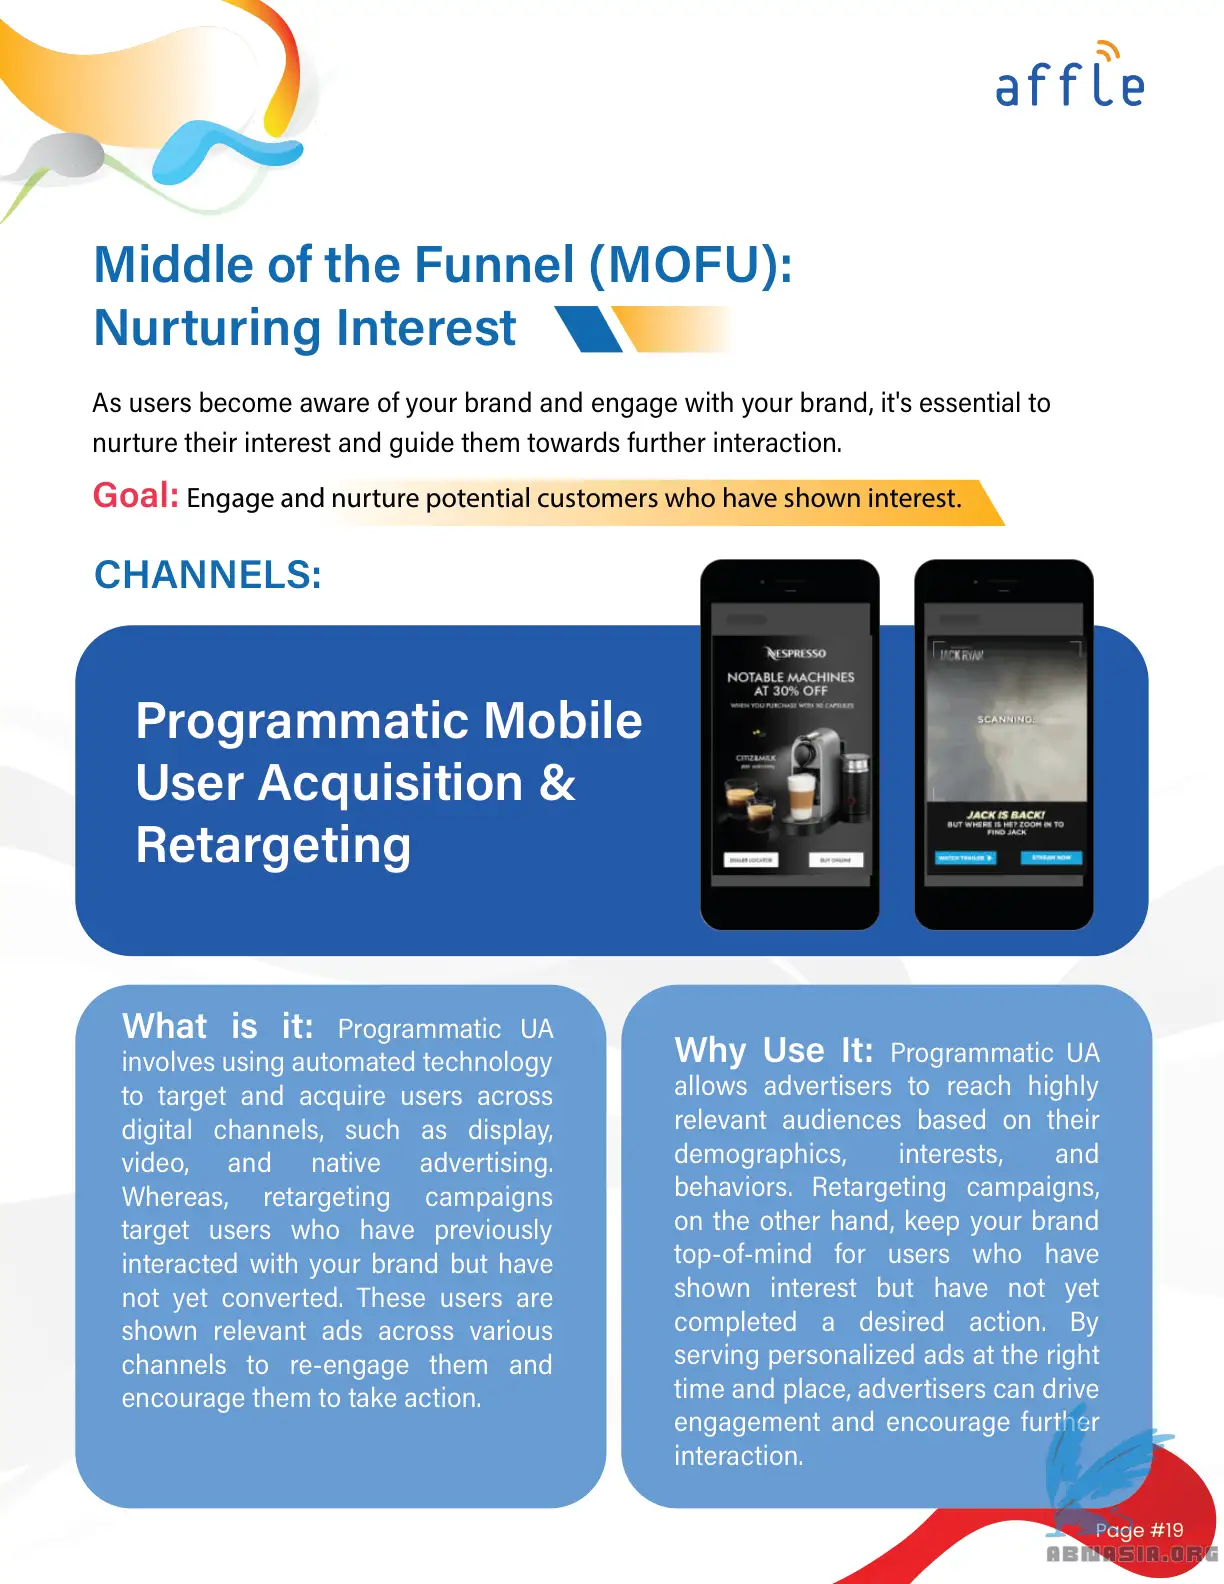 affle
Middle of the Funnel (MOFU):
Nurturing Interest
As users become aware of your brand and engage with your brand, it's essential to
nurture their interest and guide them towards further interaction.
Goal: Engage and nurture potential customers who have shown interest.
CHANNELS:
Programmatic Mobile
User Acquisition &
Retargeting
NESPRESSO
NOTABLE MACHINES
AT 30% OFF
WHEN YOU PURCHASE WITH 50 CAPSULES
CITIZ&MILK
DEALER LOCATOR
BUY ONLINE
JACK RYAN
SCANNING.
JACK IS BACK!
BUT WHERE IS HE? ZOOM IN TO
FIND JACK
WATCH TRAILER
STREAM NOW
What is it: Programmatic UA
involves using automated technology
to target and acquire users across
digital channels, such as display,
video, and native advertising.
Whereas, retargeting campaigns
target users who have previously
interacted with your brand but have
not yet converted. These users are
shown relevant ads across various
channels to re-engage them and
encourage them to take action.
Why Use It: Programmatic UA
allows advertisers to reach highly
relevant audiences based on their
demographics, interests, and
behaviors. Retargeting campaigns,
on the other hand, keep your brand
top-of-mind for users who have
shown interest but have not yet
completed a desired action. By
serving personalized ads at the right
time and place, advertisers can drive
engagement and encourage further
interaction.
Page #19
ABNASIA.ORG